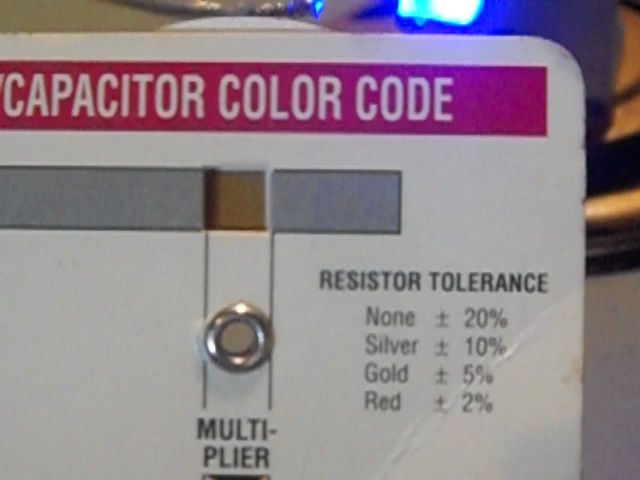 /CAPACITOR COLOR CODE
RESISTOR TOLERANCE
None ± 20%
Silver ± 10%
Gold ± 5%
Red ± 2%
MULTI-
PLIER